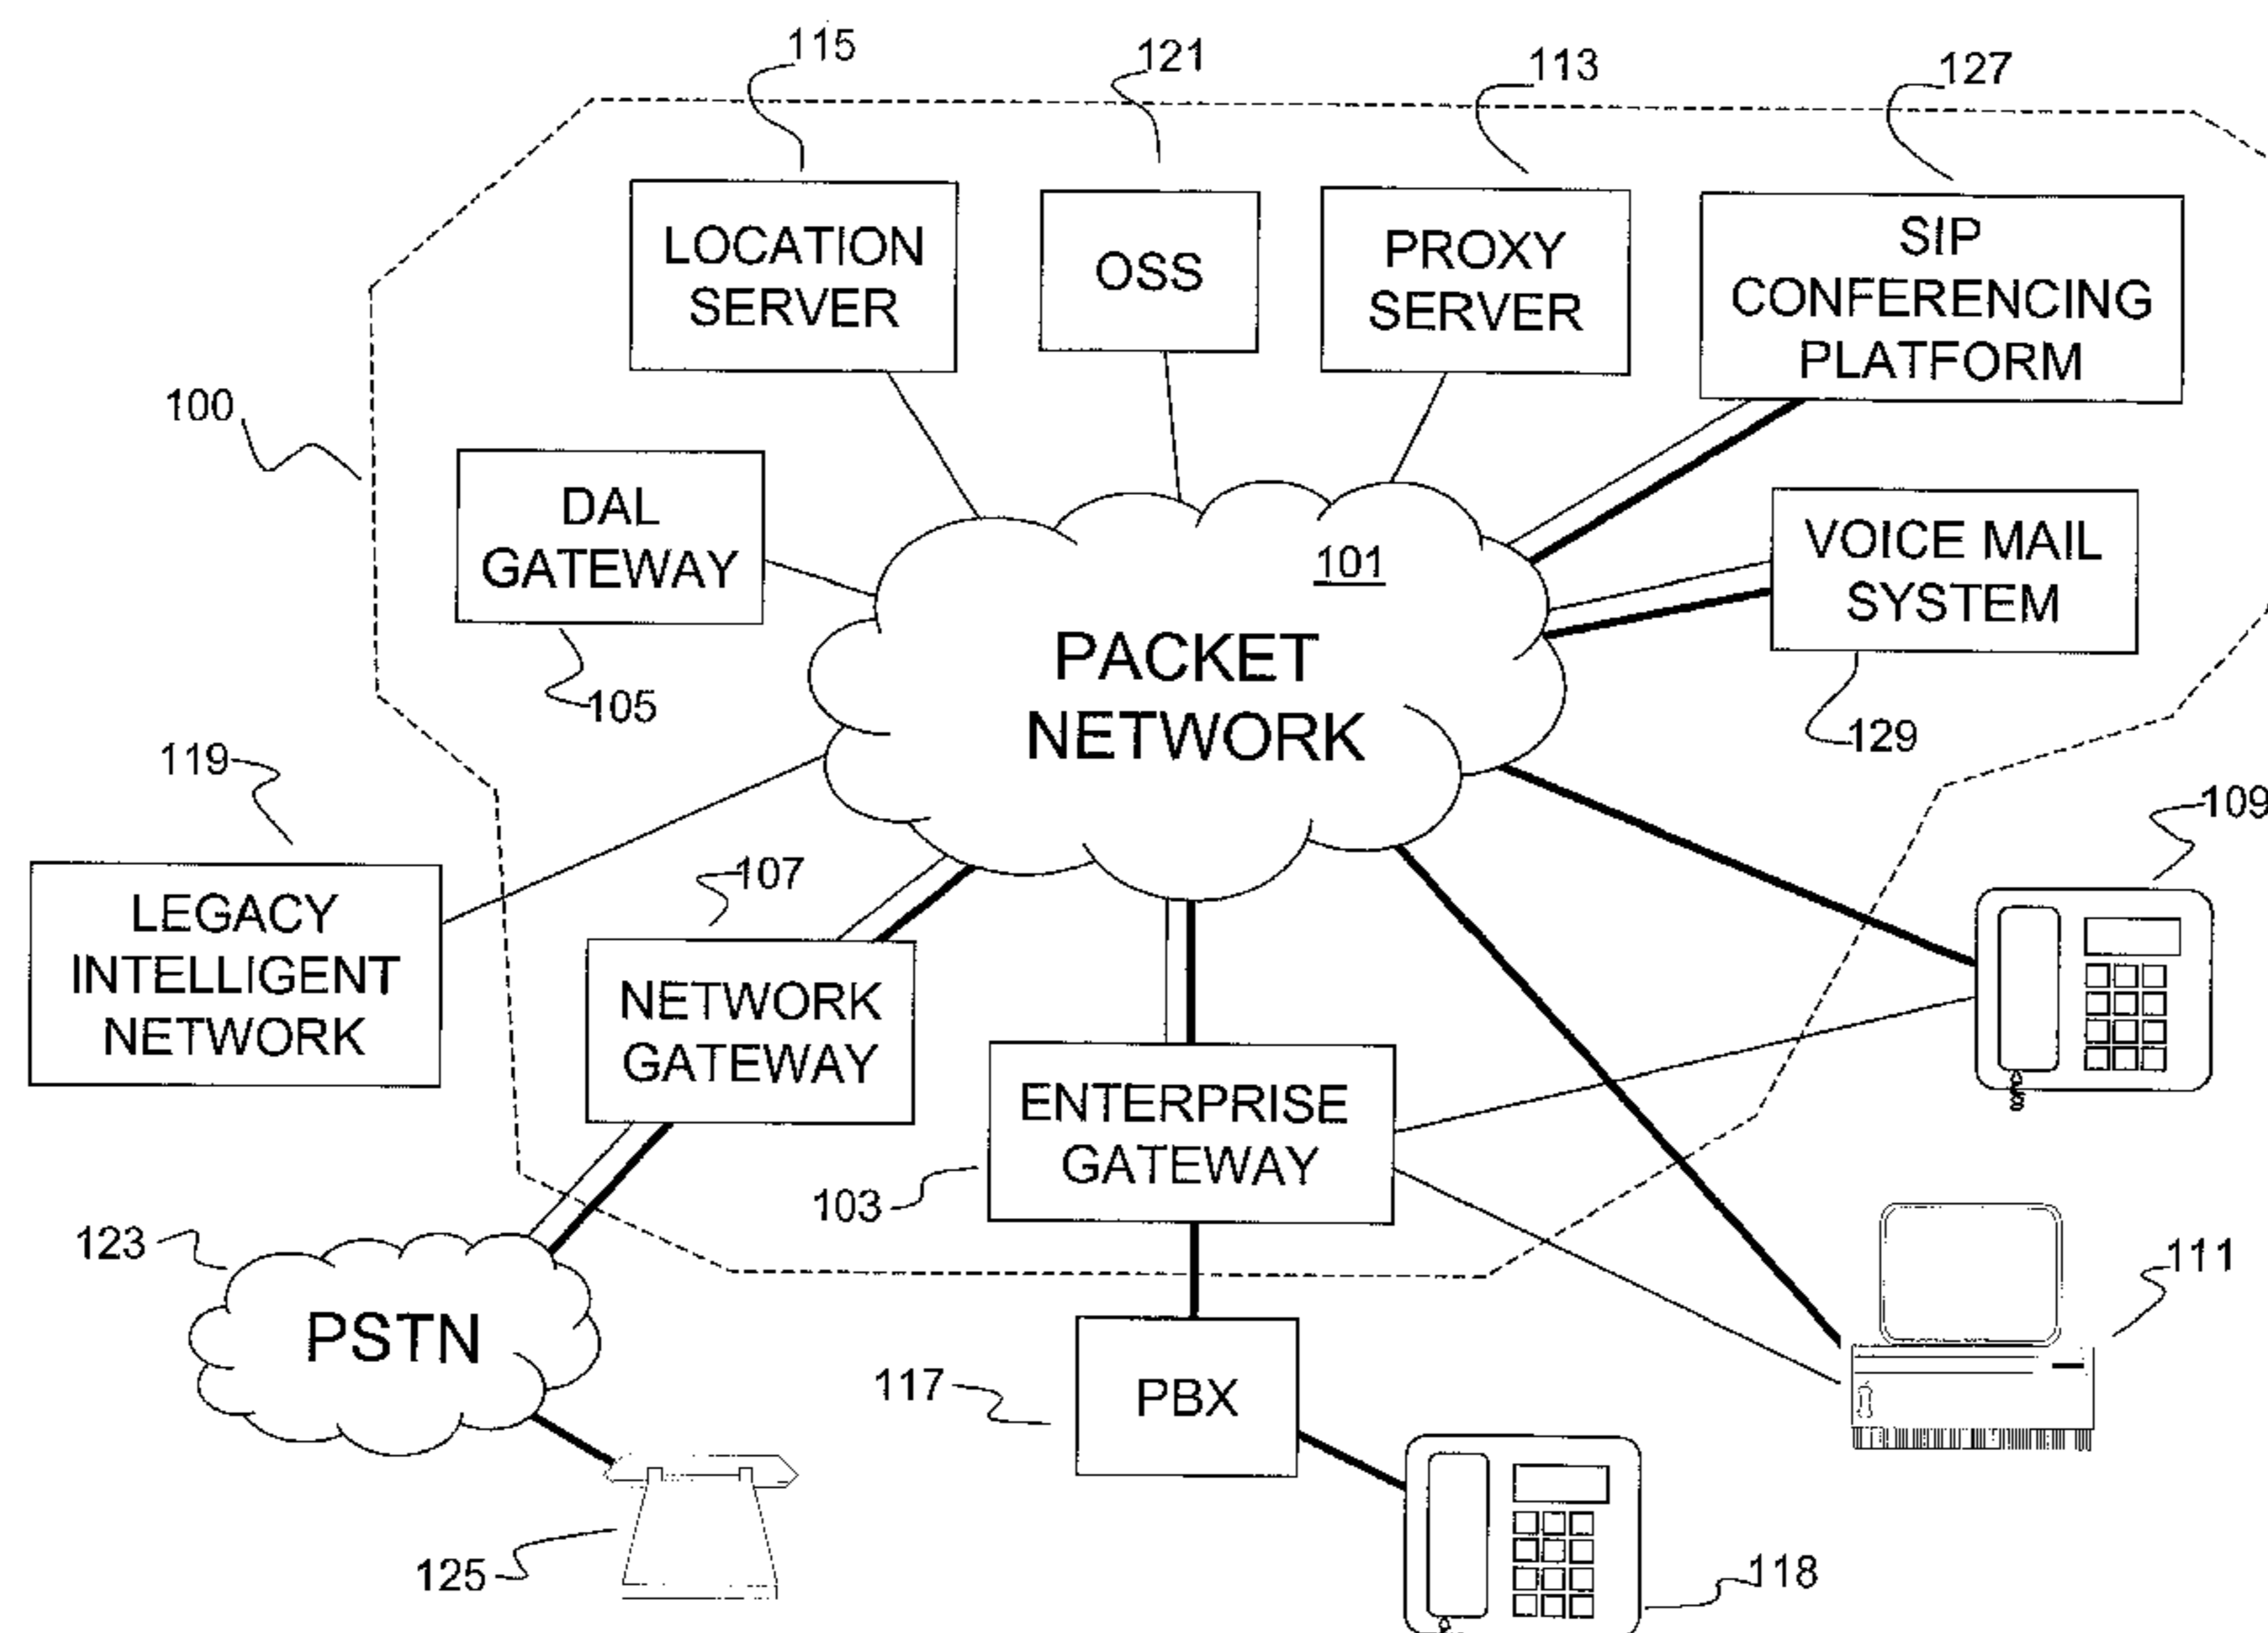 115
121
113
127
LOCATION
SERVER
OSS
PROXY
SERVER
SIP
CONFERENCING
PLATFORM
100
DAL
GATEWAY
105
101
PACKET
NETWORK
VOICE MAIL
SYSTEM
129
119
LEGACY
INTELLIGENT
NETWORK
107
NETWORK
GATEWAY
109
ENTERPRISE
GATEWAY
103
123
PSTN
111
117
PBX
125
118